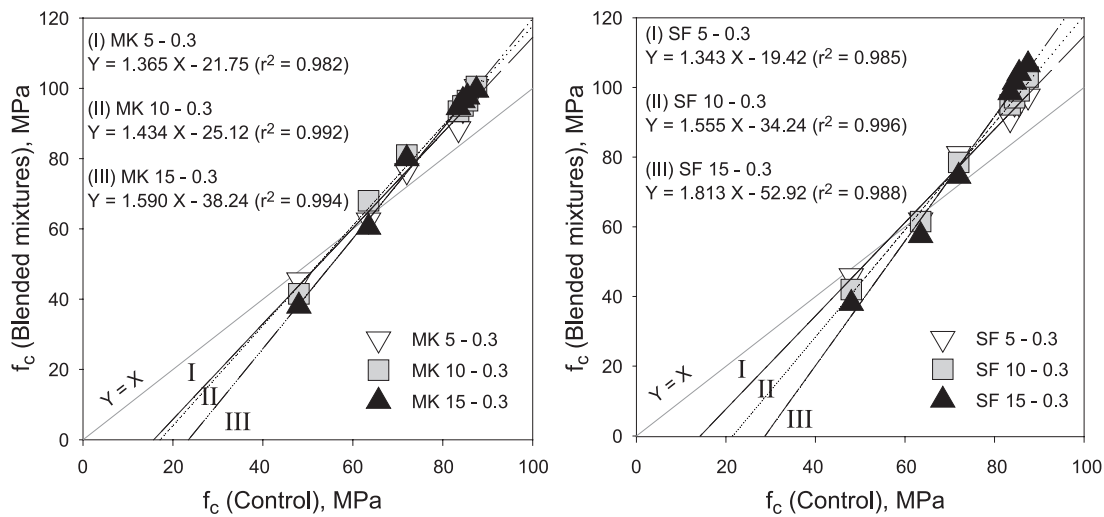 120
(I) MK 5 - 0.3
Y = 1.365 X - 21.75 (r² = 0.982)
100
(II) MK 10 - 0.3
Y = 1.434 X - 25.12 (r² = 0.992)
80
(III) MK 15 - 0.3
Y = 1.590 X - 38.24 (r² = 0.994)
60
40
20
0
fc (Blended mixtures), MPa
Y = X
I
II
III
MK 5 - 0.3
MK 10 - 0.3
MK 15 - 0.3
0 20 40 60 80 100
fc (Control), MPa
120
(I) SF 5 - 0.3
Y = 1.343 X - 19.42 (r² = 0.985)
100
(II) SF 10 - 0.3
Y = 1.555 X - 34.24 (r² = 0.996)
80
(III) SF 15 - 0.3
Y = 1.813 X - 52.92 (r² = 0.988)
60
40
20
0
fc (Blended mixtures), MPa
Y = X
I
II
III
SF 5 - 0.3
SF 10 - 0.3
SF 15 - 0.3
0 20 40 60 80 100
fc (Control), MPa